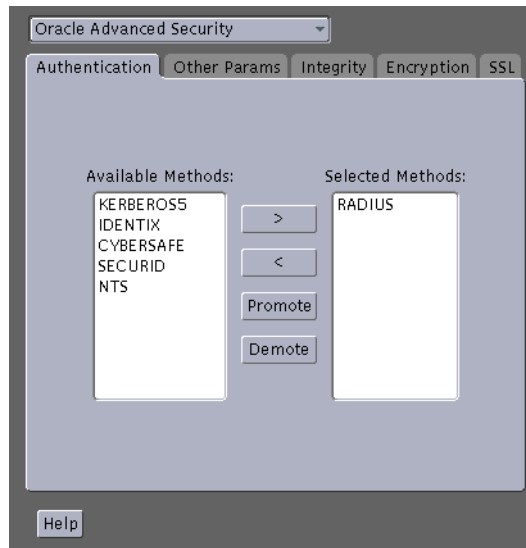 Oracle Advanced Security
Authentication Other Params Integrity Encryption SSL
Available Methods: Selected Methods:
KERBEROS5
IDENTIX
CYBERSAFE
SECURID
NTS
>
<
Promote
Demote
RADIUS
Help